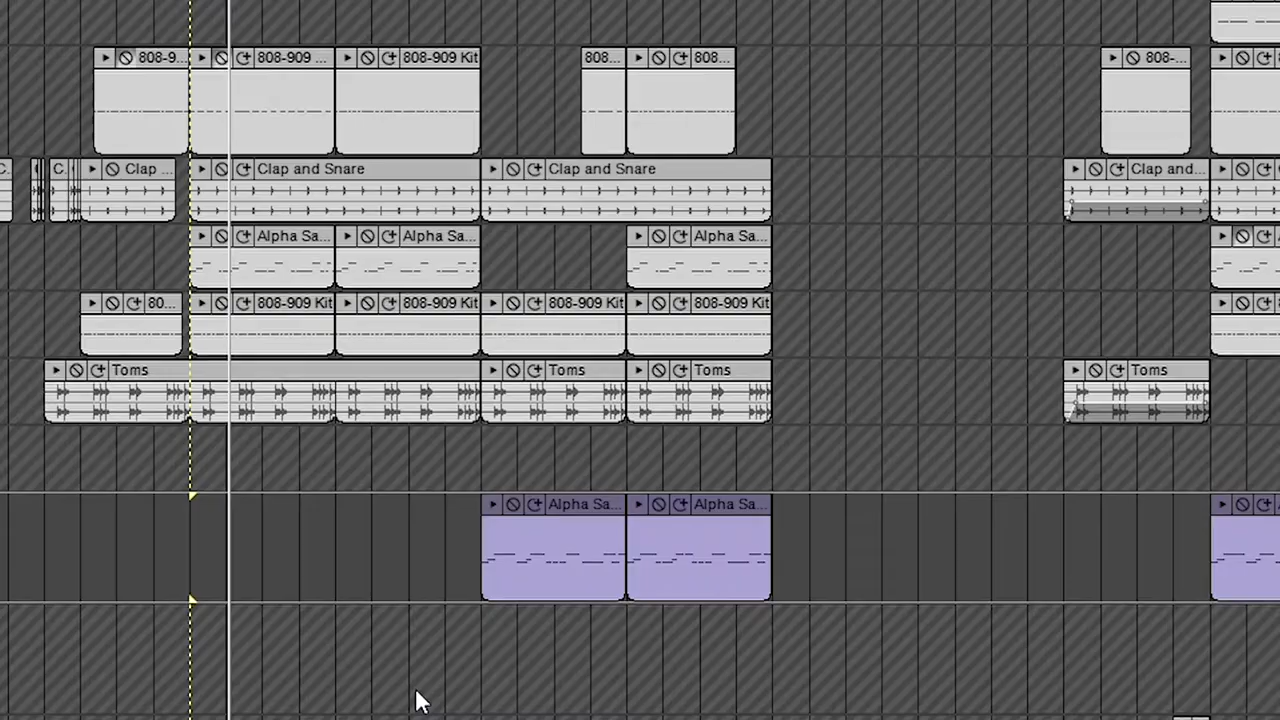 808-9... 808-909 ... 808-909 Kit 808... 808... 808-...
C. C. Clap ... Clap and Snare Clap and Snare Clap and...
Alpha Sa... Alpha Sa... Alpha Sa...
80... 808-909 Kit 808-909 Kit 808-909 Kit 808-909 Kit
Toms Toms Toms Toms
Alpha Sa... Alpha Sa...